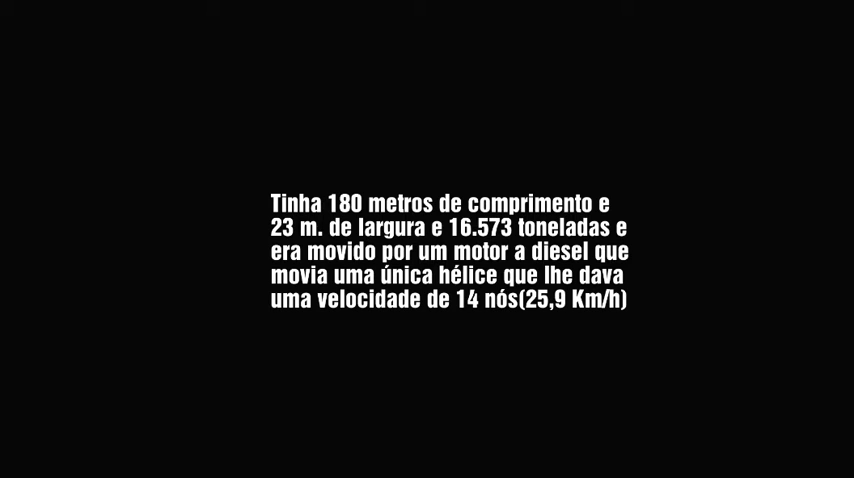 Tinha 180 metros de comprimento e
23 m. de largura e 16.573 toneladas e
era movido por um motor a diesel que
movia uma única hélice que lhe dava
uma velocidade de 14 nós(25,9 Km/h)